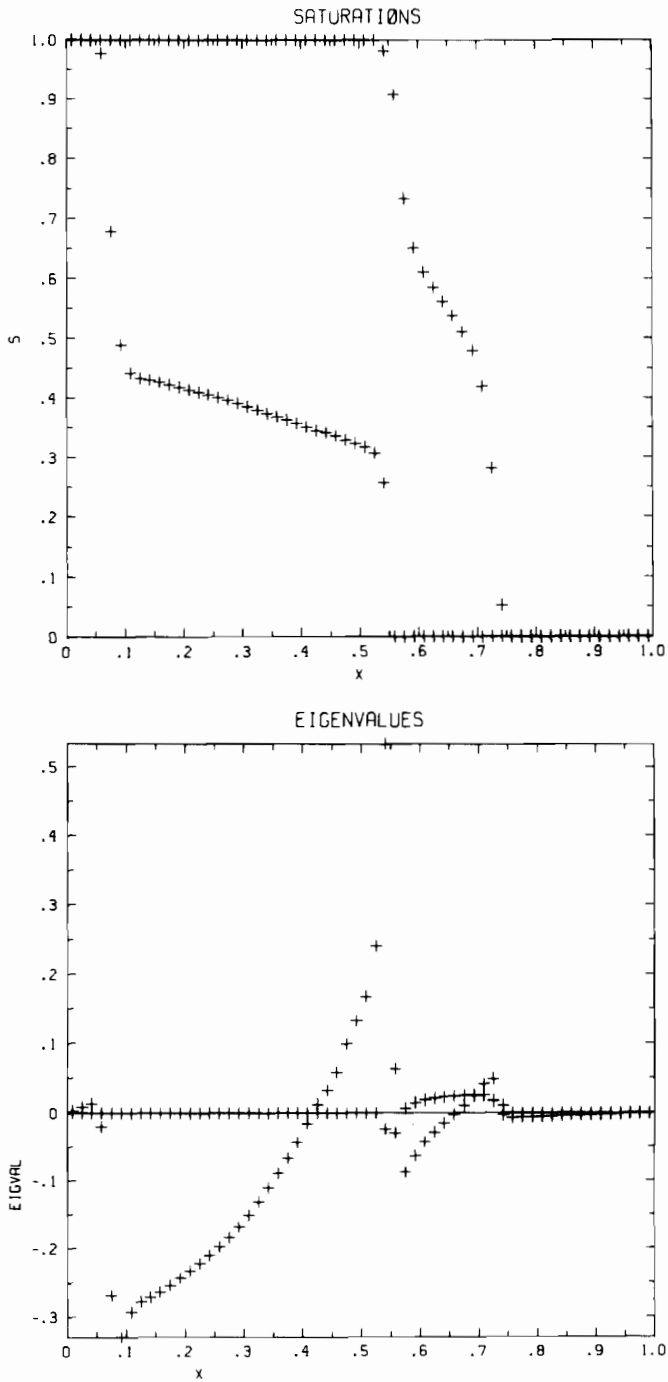 SATURATIØNS
1.0
.9
.8
.7
.6
.5
.4
.3
.2
.1
0
S
0 .1 .2 .3 .4 .5 .6 .7 .8 .9 1.0
X
EIGENVALUES
.5
.4
.3
.2
.1
0
-.1
-.2
-.3
EIGVAL
0 .1 .2 .3 .4 .5 .6 .7 .8 .9 1.0
X